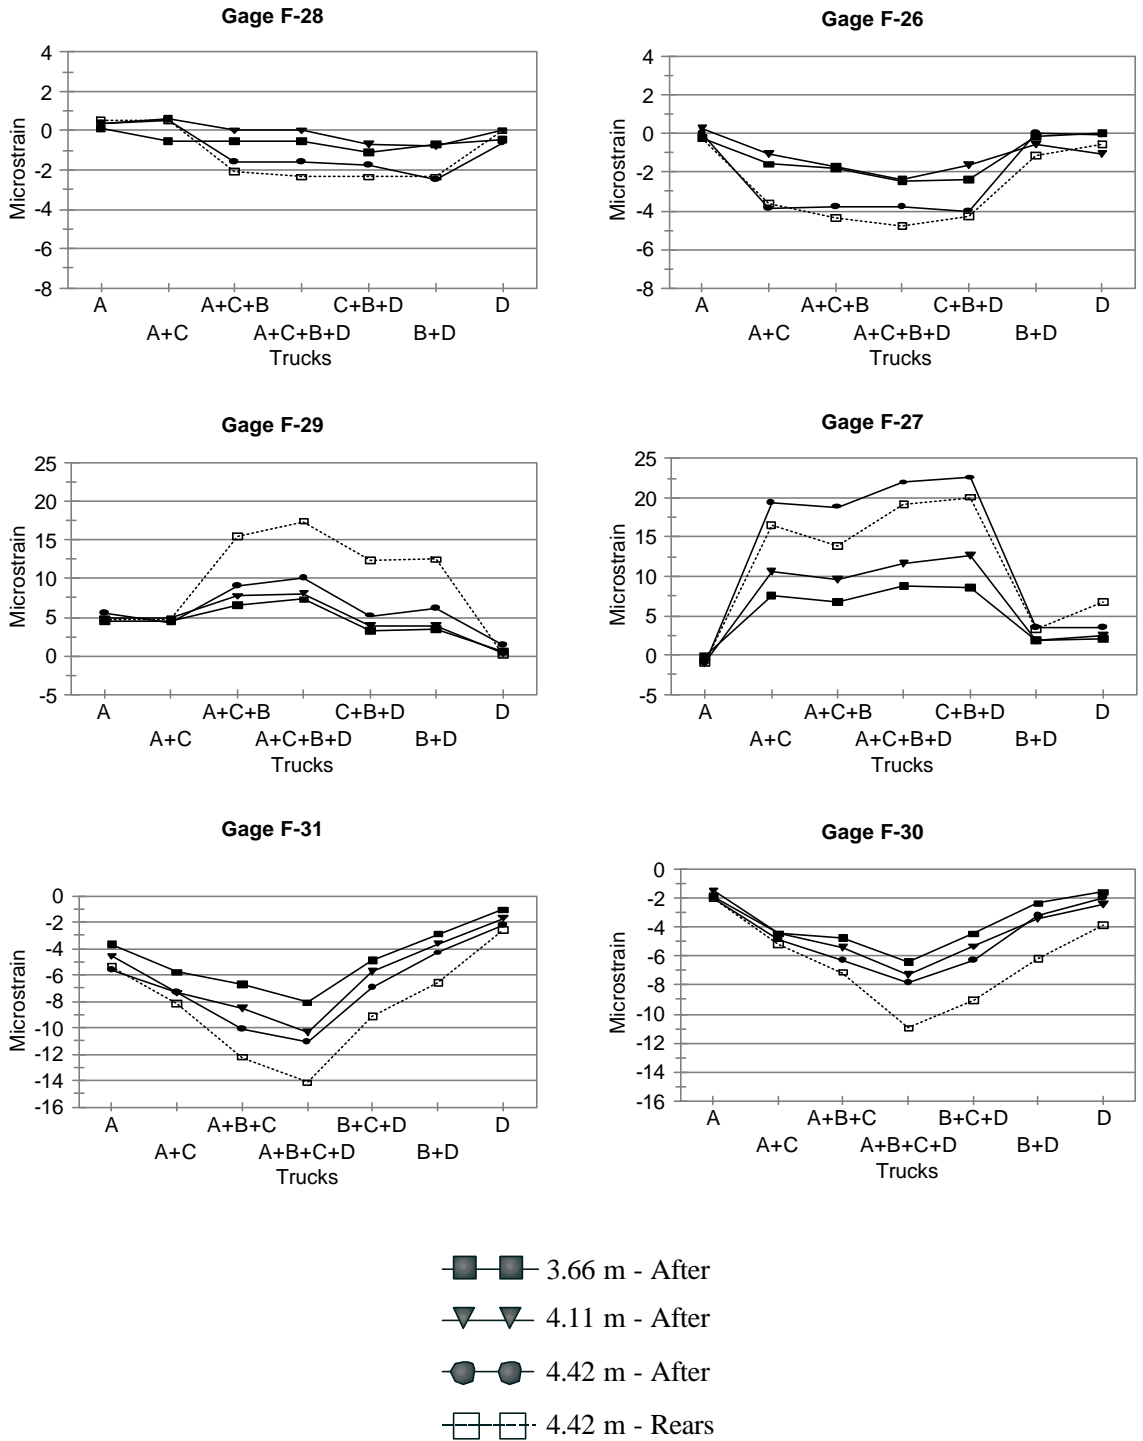 Gage F-28
Microstrain
4
2
0
-2
-4
-6
-8
A A+C+B C+B+D D
A+C A+C+B+D B+D
Trucks
Gage F-26
Microstrain
4
2
0
-2
-4
-6
-8
A A+C+B C+B+D D
A+C A+C+B+D B+D
Trucks
Gage F-29
Microstrain
25
20
15
10
5
0
-5
A A+C+B C+B+D D
A+C A+C+B+D B+D
Trucks
Gage F-27
Microstrain
25
20
15
10
5
0
-5
A A+C+B C+B+D D
A+C A+C+B+D B+D
Trucks
Gage F-31
Microstrain
0
-2
-4
-6
-8
-10
-12
-14
-16
A A+B+C B+C+D D
A+C A+B+C+D B+D
Trucks
Gage F-30
Microstrain
0
-2
-4
-6
-8
-10
-12
-14
-16
A A+B+C B+C+D D
A+C A+B+C+D B+D
Trucks
3.66 m - After
4.11 m - After
4.42 m - After
4.42 m - Rears